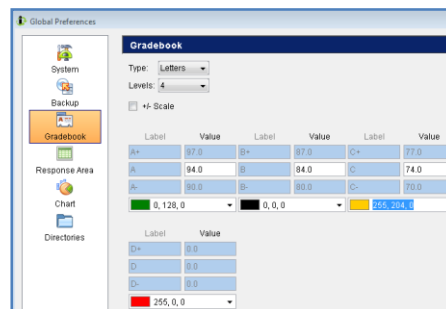 Global Preferences
System
Backup
Gradebook
Response Area
Chart
Directories
Gradebook
Type: Letters
Levels: 4
+/- Scale
Label Value Label Value Label Value
A+ 97.0 B+ 87.0 C+ 77.0
A 94.0 B 84.0 C 74.0
A- 90.0 B- 80.0 C- 70.0
0, 128, 0 0, 0, 0 255, 204, 0
Label Value
D+ 0.0
D 0.0
D- 0.0
255, 0, 0